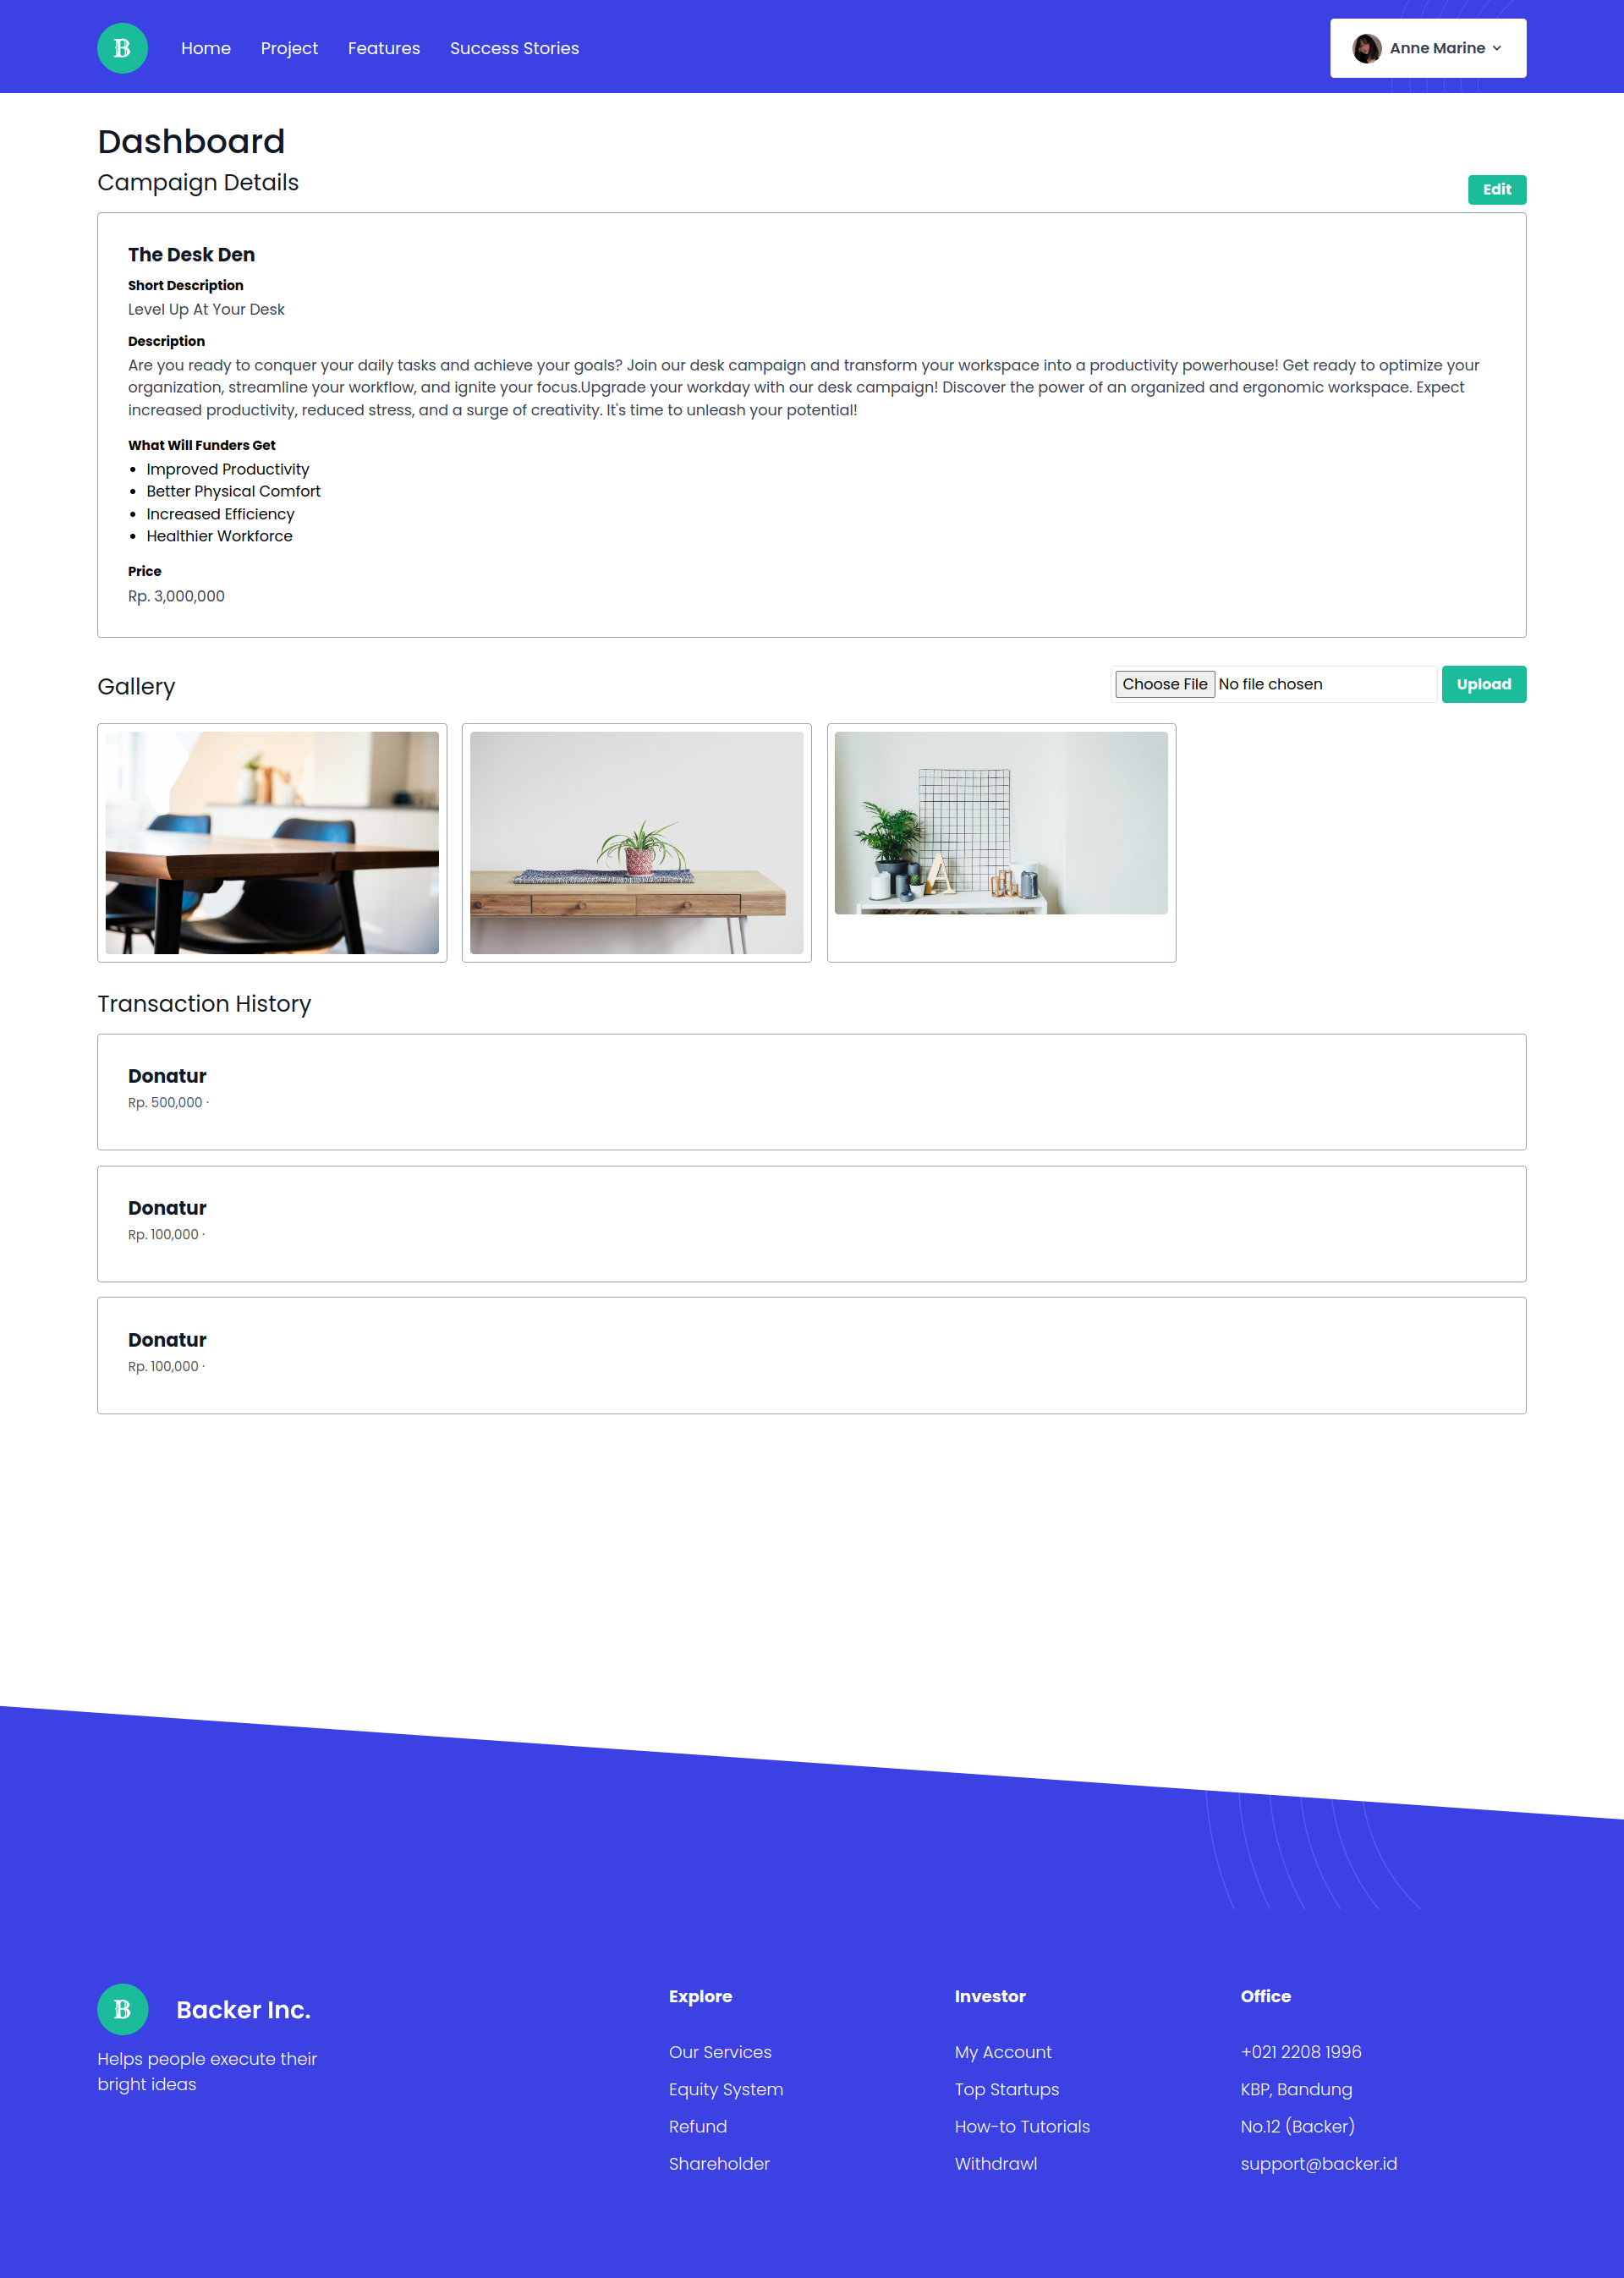 B
Home
Project
Features
Success Stories
Anne Marine
Dashboard
Campaign Details
Edit
The Desk Den
Short Description
Level Up At Your Desk
Description
Are you ready to conquer your daily tasks and achieve your goals? Join our desk campaign and transform your workspace into a productivity powerhouse! Get ready to optimize your
organization, streamline your workflow, and ignite your focus.Upgrade your workday with our desk campaign! Discover the power of an organized and ergonomic workspace. Expect
increased productivity, reduced stress, and a surge of creativity. It's time to unleash your potential!
What Will Funders Get
• Improved Productivity
• Better Physical Comfort
• Increased Efficiency
• Healthier Workforce
Price
Rp. 3,000,000
Gallery
Choose File No file chosen
Upload
A
Transaction History
Donatur
Rp. 500,000 ·
Donatur
Rp. 100,000 ·
Donatur
Rp. 100,000 ·
B
Backer Inc.
Helps people execute their
bright ideas
Explore
Our Services
Equity System
Refund
Shareholder
Investor
My Account
Top Startups
How-to Tutorials
Withdrawl
Office
+021 2208 1996
KBP, Bandung
No.12 (Backer)
support@backer.id